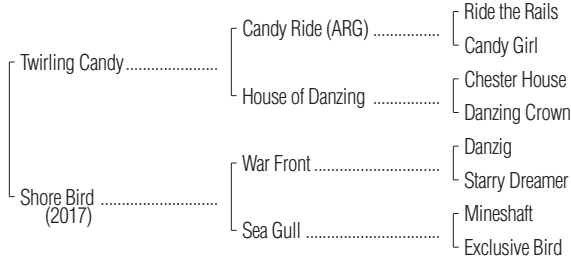 Ride the Rails
Candy Ride (ARG) ................
Candy Girl
Twirling Candy ......................
Chester House
House of Danzing ................
Danzing Crown
Danzig
War Front ..............................
Starry Dreamer
Shore Bird ............................
(2017)
Mineshaft
Sea Gull ................................
Exclusive Bird